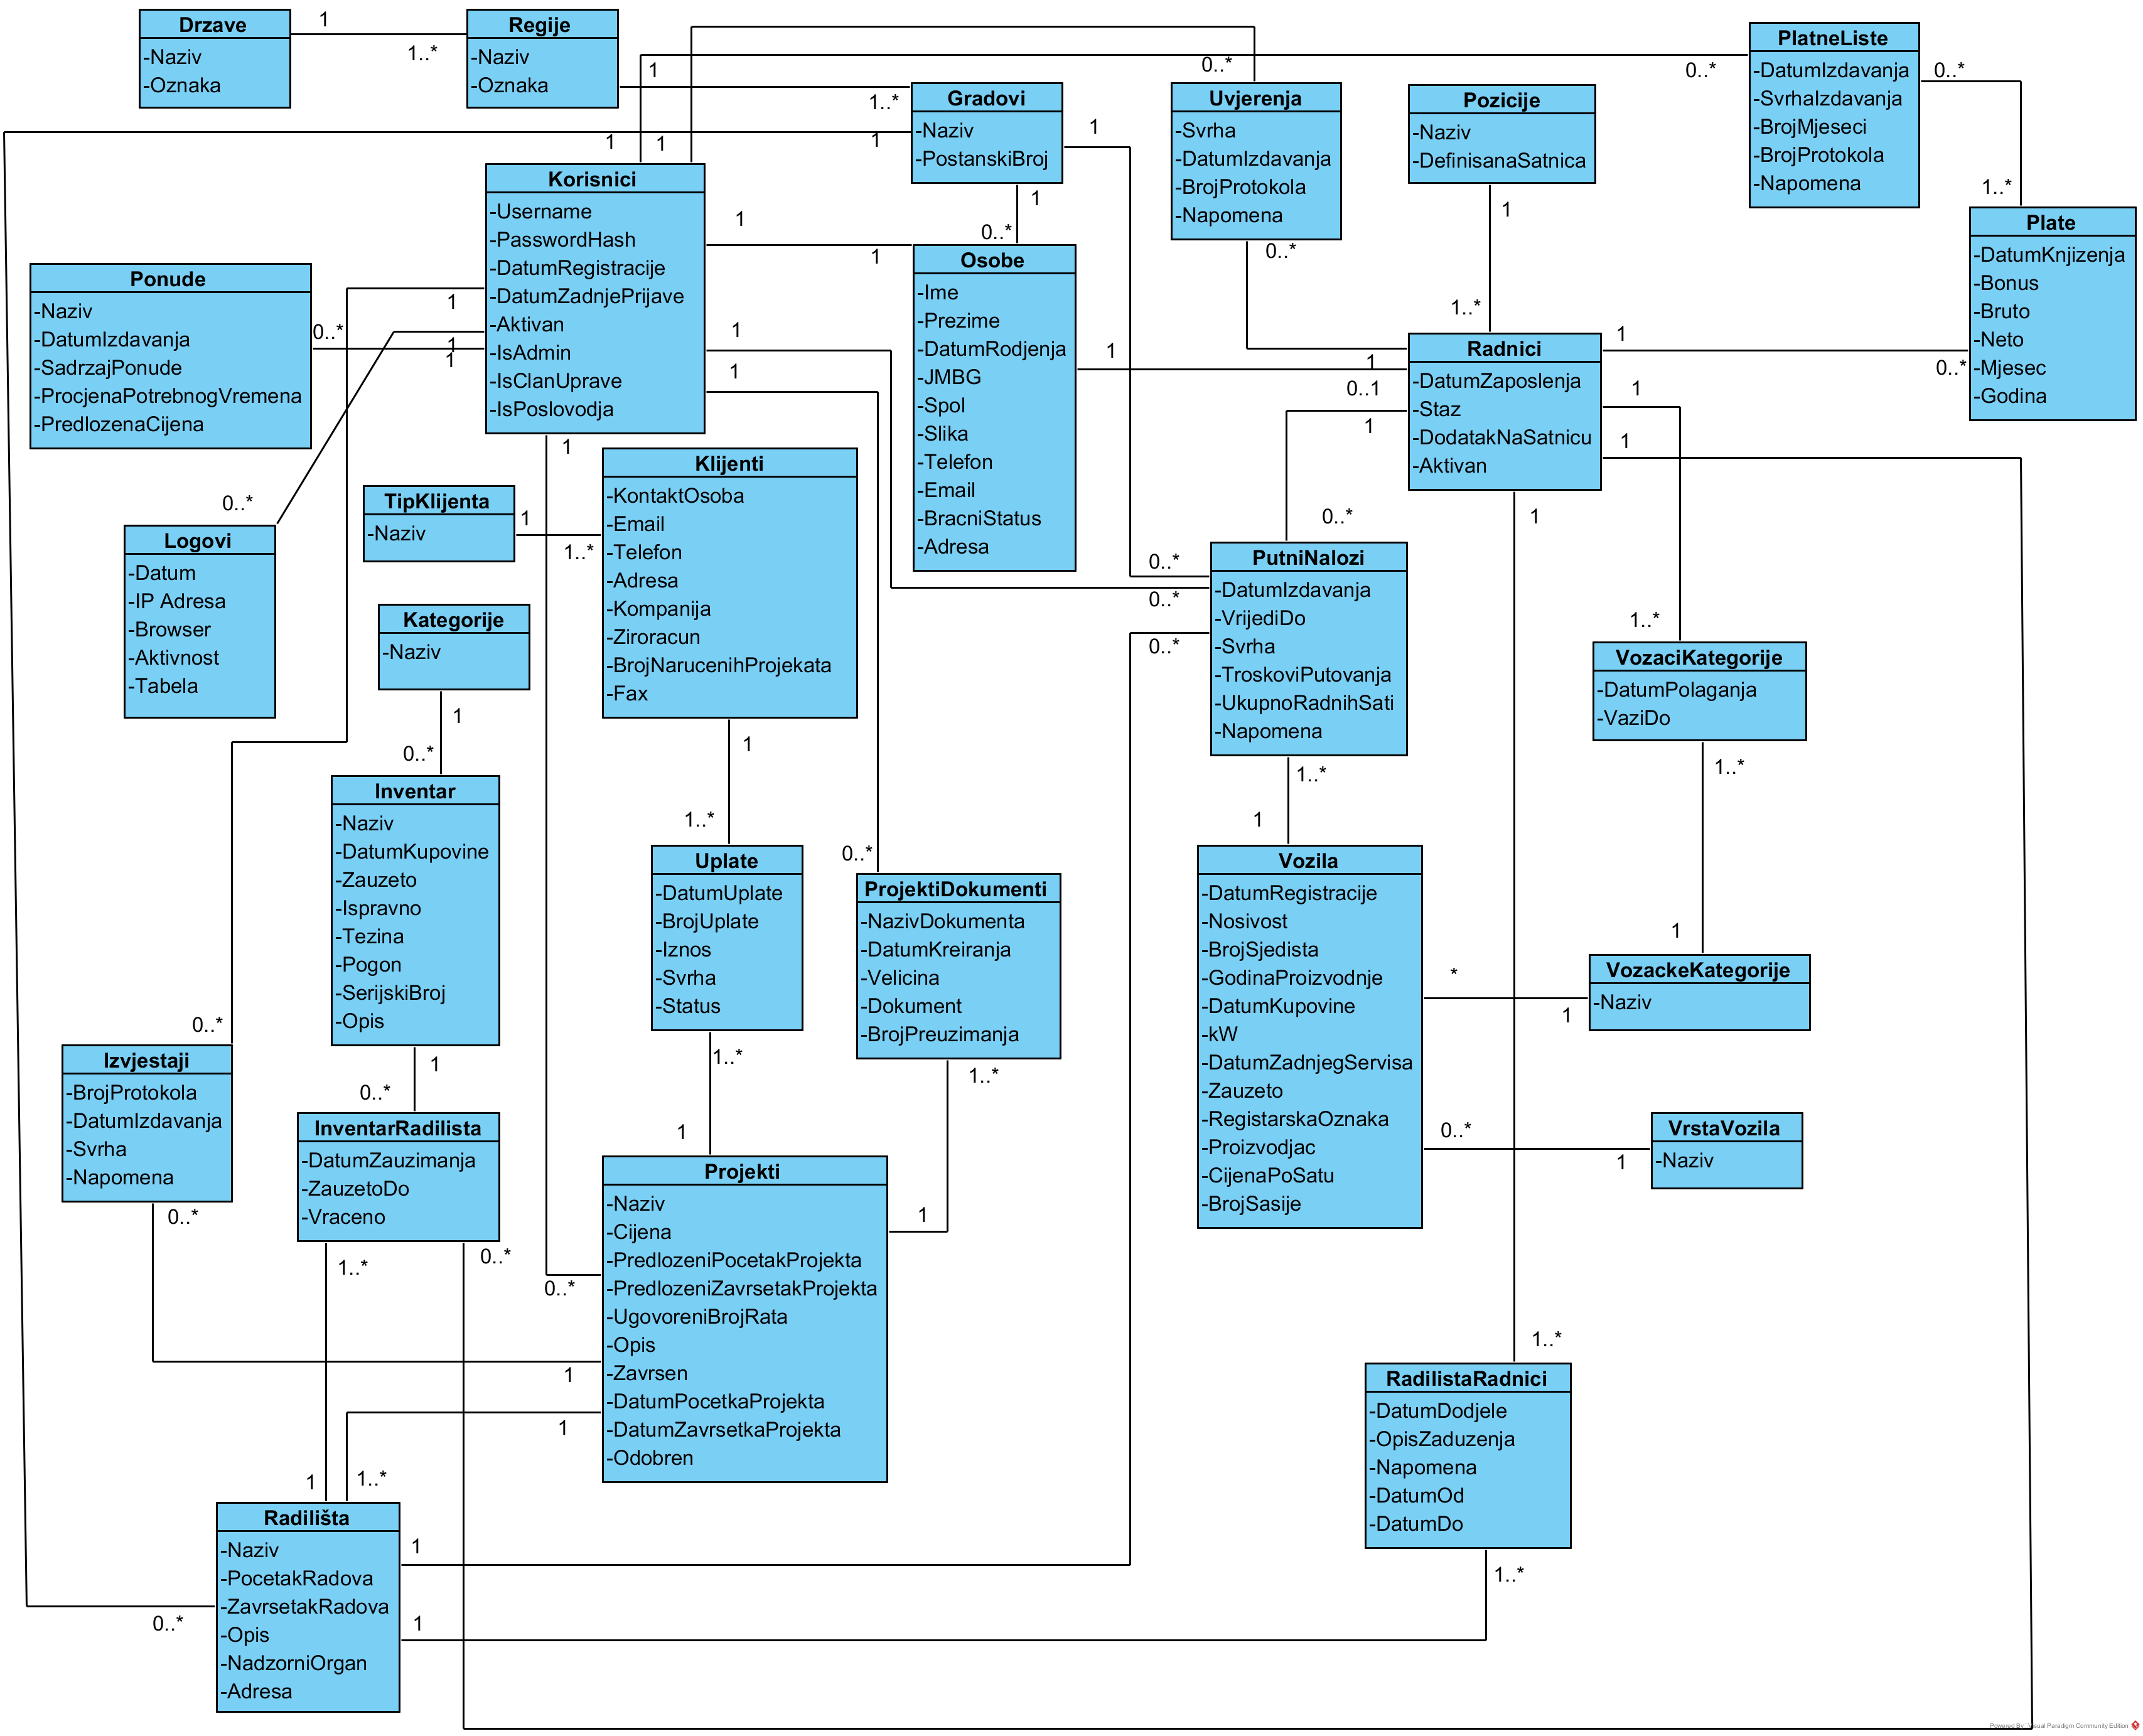 Drzave
-Naziv
-Oznaka
1
1..*
Regije
-Naziv
-Oznaka
1
1..*
Gradovi
-Naziv
-PostanskiBroj
1
1
1
0..*
Uvjerenja
-Svrha
-DatumIzdavanja
-BrojProtokola
-Napomena
0..*
0..*
Pozicije
-Naziv
-DefinisanaSatnica
1
1..*
PlatneListe
-DatumIzdavanja
-SvrhaIzdavanja
-BrojMjeseci
-BrojProtokola
-Napomena
0..*
0..*
1..*
Plate
-DatumKnjizenja
-Bonus
-Bruto
-Neto
-Mjesec
-Godina
0..*
1
1
Korisnici
-Username
-PasswordHash
-DatumRegistracije
-DatumZadnjePrijave
-Aktivan
-IsAdmin
-IsClanUprave
-IsPoslovodja
1
1
1
1
1
1
1
1
Ponude
-Naziv
-DatumIzdavanja
-SadrzajPonude
-ProcjenaPotrebnogVremena
-PredlozenaCijena
0..*
Osobe
-Ime
-Prezime
-DatumRodjenja
-JMBG
-Spol
-Slika
-Telefon
-Email
-BracniStatus
-Adresa
1
Radnici
-DatumZaposlenja
-Staz
-DodatakNaSatnicu
-Aktivan
1
0..1
1
1
1
1
1
Logovi
-Datum
-IP Adresa
-Browser
-Aktivnost
-Tabela
0..*
TipKlijenta
-Naziv
1
1..*
Klijenti
-KontaktOsoba
-Email
-Telefon
-Adresa
-Kompanija
-Ziroracun
-BrojNarucenihProjekata
-Fax
1
1..*
Kategorije
-Naziv
1
0..*
PutniNalozi
-DatumIzdavanja
-VrijediDo
-Svrha
-TroskoviPutovanja
-UkupnoRadnihSati
-Napomena
0..*
0..*
0..*
0..*
1..*
1
VozaciKategorije
-DatumPolaganja
-VaziDo
1..*
1..*
1
Inventar
-Naziv
-DatumKupovine
-Zauzeto
-Ispravno
-Tezina
-Pogon
-SerijskiBroj
-Opis
1
0..*
Uplate
-DatumUplate
-BrojUplate
-Iznos
-Svrha
-Status
1..*
1
ProjektiDokumenti
-NazivDokumenta
-DatumKreiranja
-Velicina
-Dokument
-BrojPreuzimanja
0..*
1..*
1
Vozila
-DatumRegistracije
-Nosivost
-BrojSjedista
-GodinaProizvodnje
-DatumKupovine
-kW
-DatumZadnjegServisa
-Zauzeto
-RegistarskaOznaka
-Proizvodjac
-CijenaPoSatu
-BrojSasije
*
1
0..*
1
VozackeKategorije
-Naziv
VrstaVozila
-Naziv
Izvjestaji
-BrojProtokola
-DatumIzdavanja
-Svrha
-Napomena
0..*
0..*
InventarRadilista
-DatumZauzimanja
-ZauzetoDo
-Vraceno
1..*
0..*
Projekti
-Naziv
-Cijena
-PredlozeniPocetakProjekta
-PredlozeniZavrsetakProjekta
-UgovoreniBrojRata
-Opis
-Zavrsen
-DatumPocetkaProjekta
-DatumZavrsetkaProjekta
-Odobren
0..*
1
1
RadilistaRadnici
-DatumDodjele
-OpisZaduzenja
-Napomena
-DatumOd
-DatumDo
1..*
1..*
Radilišta
-Naziv
-PocetakRadova
-ZavrsetakRadova
-Opis
-NadzorniOrgan
-Adresa
1
1..*
1
1
0..*
Powered By Visual Paradigm Community Edition